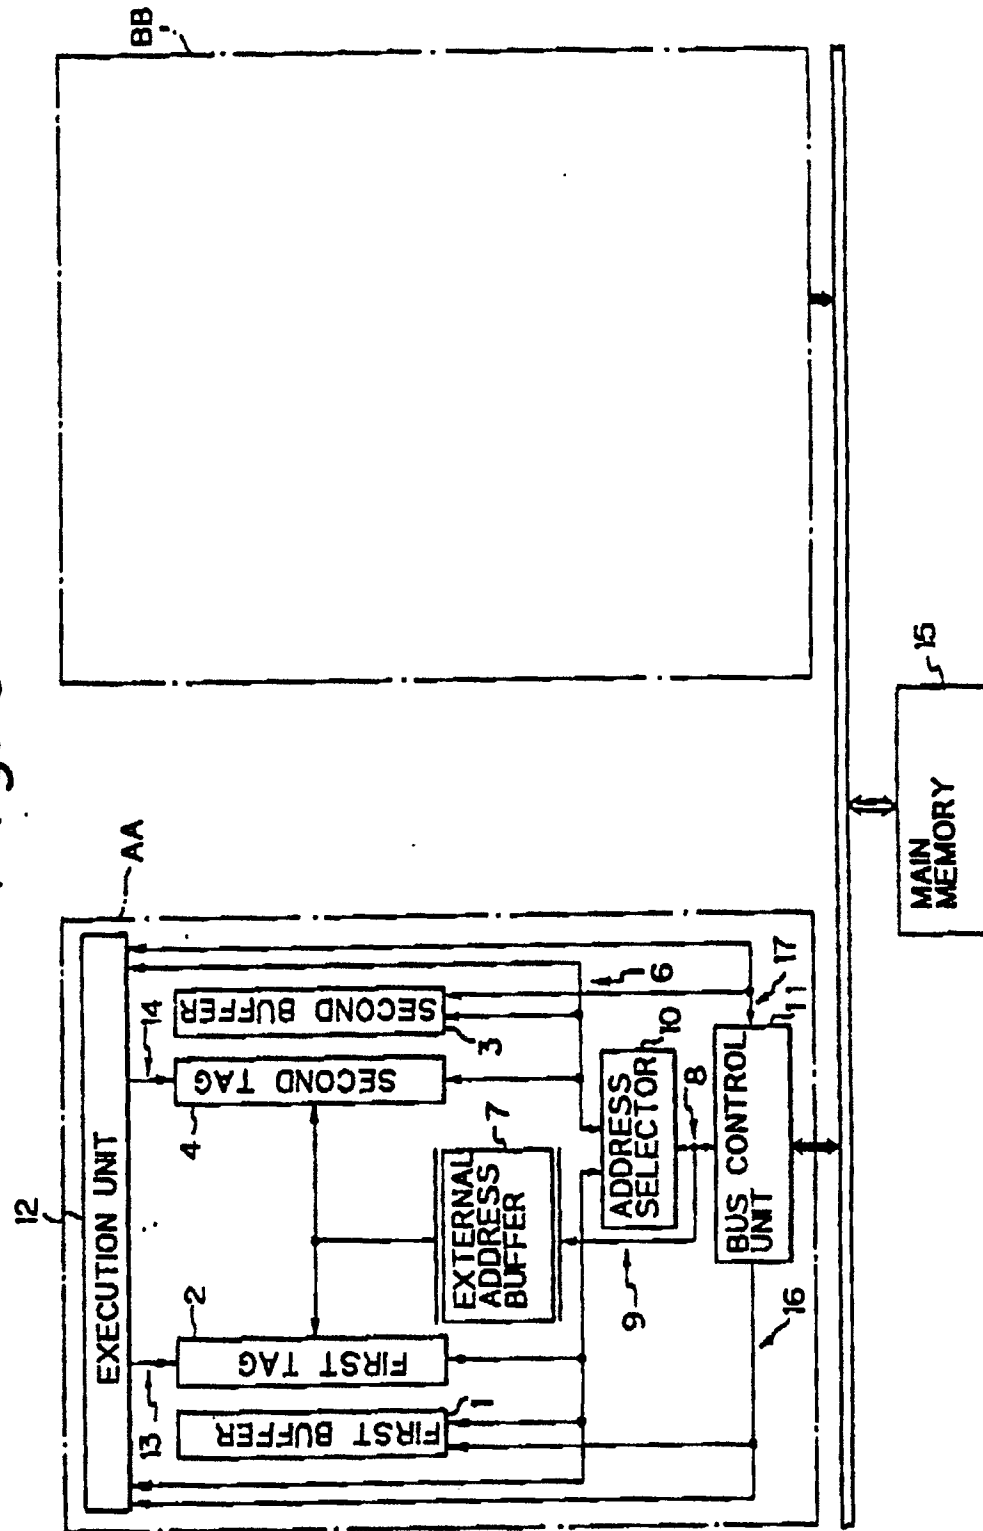 BB
AA
12
EXECUTION UNIT
13
14
2
4
FIRST BUFFER
FIRST TAG
SECOND TAG
SECOND BUFFER
1
3
EXTERNAL
ADDRESS
BUFFER
7
6
ADDRESS
SELECTOR
10
9
8
BUS CONTROL
UNIT
11
16
17
MAIN
MEMORY
15